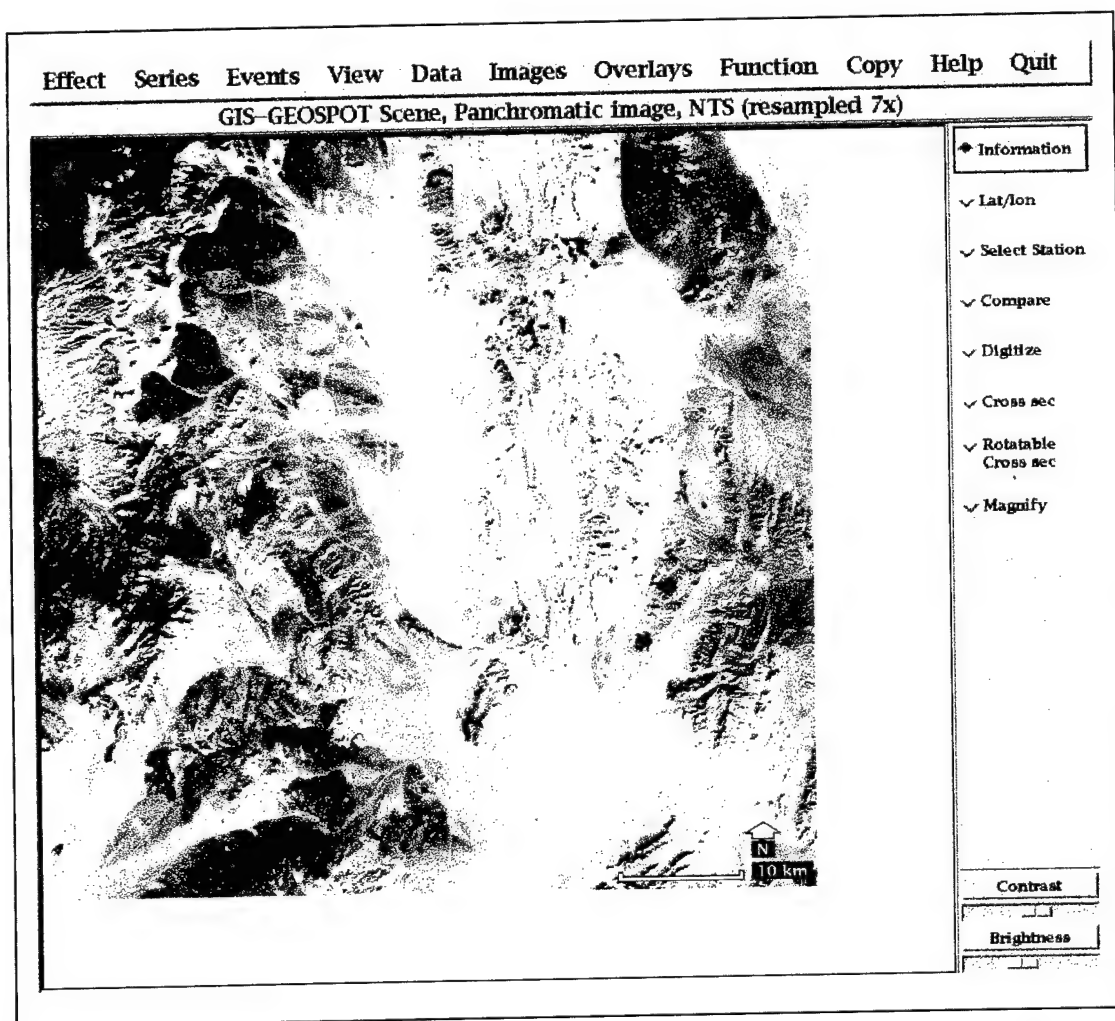 Effect Series Events View Data Images Overlays Function Copy Help Quit
GIS-GEOSPOT Scene, Panchromatic image, NTS (resampled 7x)
Information
Lat/lon
Select Station
Compare
Digitize
Cross sec
Rotatable
Cross sec
Magnify
N
10 km
Contrast
Brightness